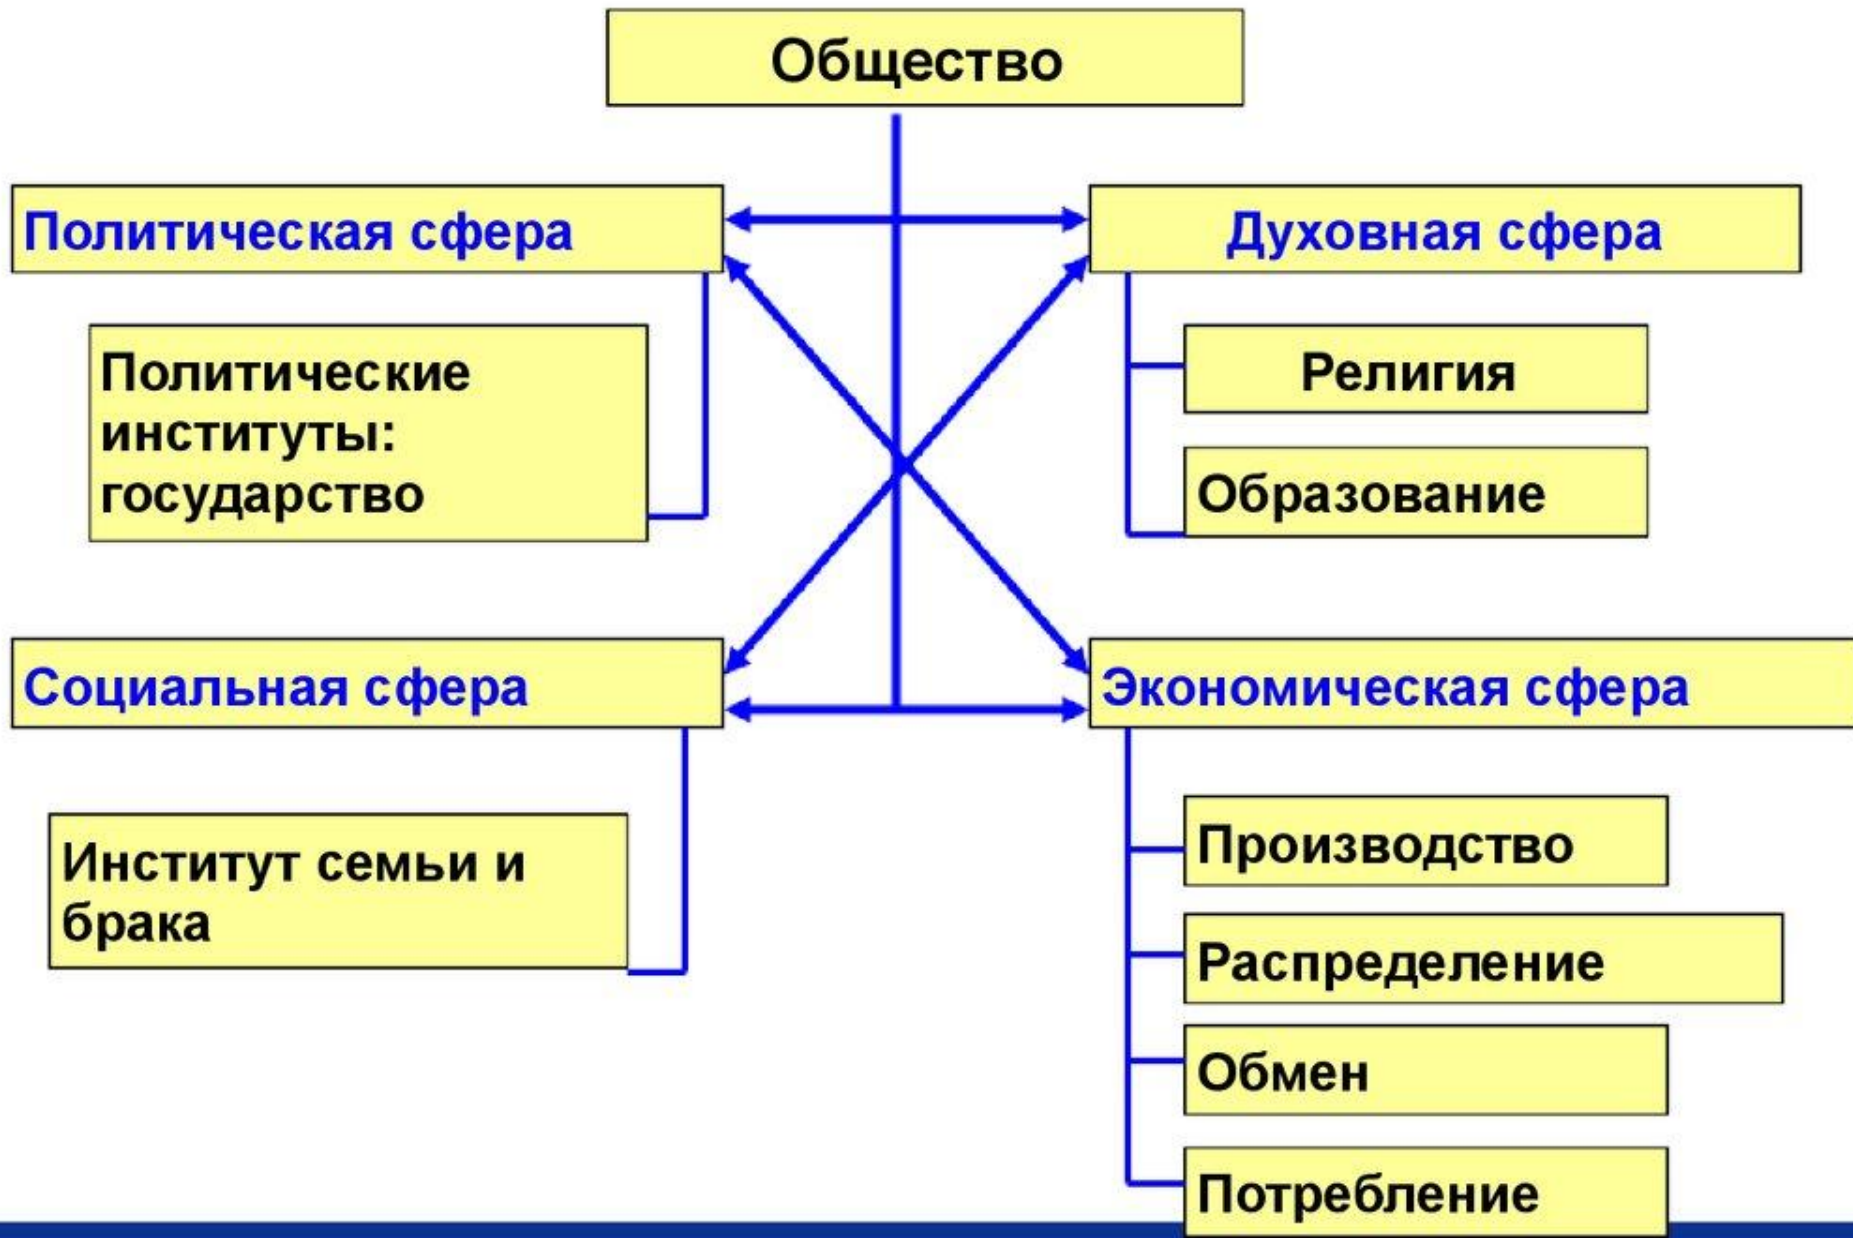 Общество
Политическая сфера
Духовная сфера
Политические
институты:
государство
Религия
Образование
Социальная сфера
Экономическая сфера
Институт семьи и
брака
Производство
Распределение
Обмен
Потребление